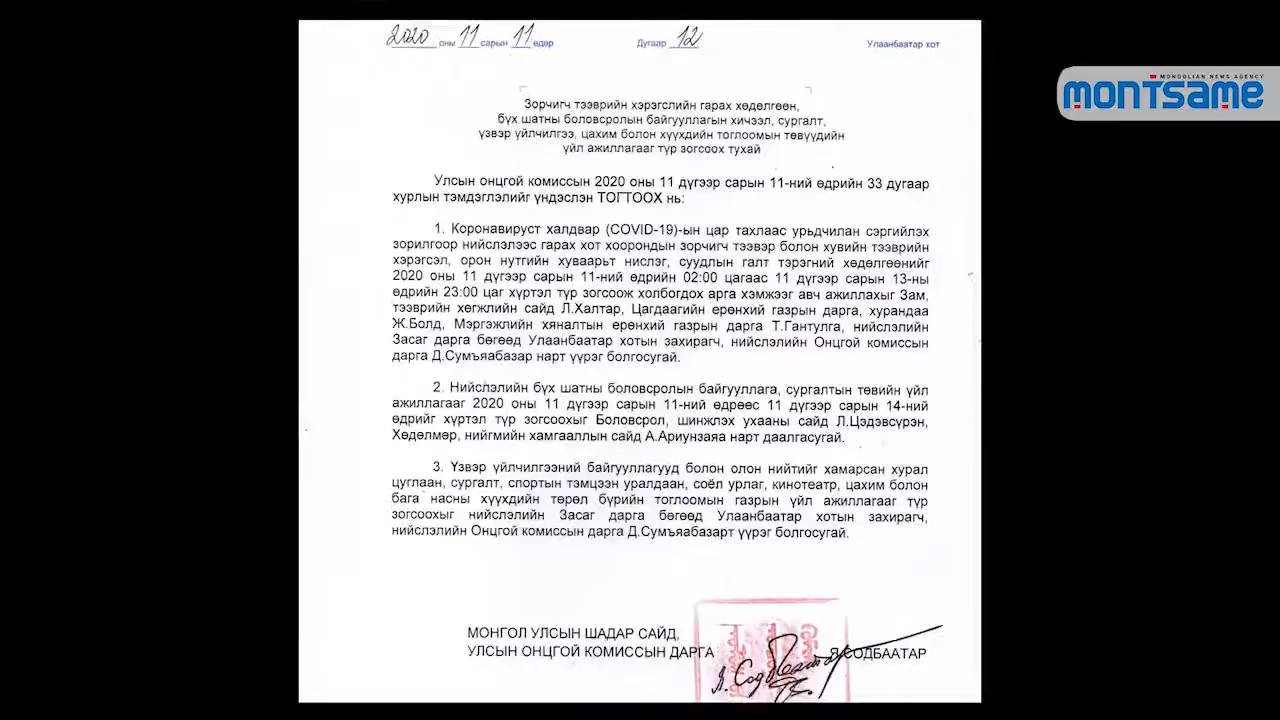 2020 оны 11 сарын 11 өдөр Дугаар 12 Улаанбаатар хот
MONGOLIAN NEWS AGENCY
MONTSAME
Зорчигч тээврийн хэрэгслийн гарах хөдөлгөөн,
бүх шатны боловсролын байгууллагын хичээл, сургалт,
үзвэр үйлчилгээ, цахим болон хүүхдийн тоглоомын төвүүдийн
үйл ажиллагааг түр зогсоох тухай
Улсын онцгой комиссын 2020 оны 11 дүгээр сарын 11-ний өдрийн 33 дугаар
хурлын тэмдэглэлийг үндэслэн ТОГТООХ нь:
1. Коронавируст халдвар (COVID-19)-ын цар тахлаас урьдчилан сэргийлэх
зорилгоор нийслэлээс гарах хот хоорондын зорчигч тээвэр болон хувийн тээврийн
хэрэгсэл, орон нутгийн хуваарьт нислэг, суудлын галт тэрэгний хөдөлгөөнийг
2020 оны 11 дүгээр сарын 11-ний өдрийн 02:00 цагаас 11 дүгээр сарын 13-ны
өдрийн 23:00 цаг хүртэл түр зогсоож холбогдох арга хэмжээг авч ажиллахыг Зам,
тээврийн хөгжлийн сайд Л.Халтар, Цагдаагийн ерөнхий газрын дарга, хурандаа
Ж.Болд, Мэргэжлийн хяналтын ерөнхий газрын дарга Т.Гантулга, нийслэлийн
Засаг дарга бөгөөд Улаанбаатар хотын захирагч, нийслэлийн Онцгой комиссын
дарга Д.Сумъяабазар нарт үүрэг болгосугай.
2. Нийслэлийн бүх шатны боловсролын байгууллага, сургалтын төвийн үйл
ажиллагааг 2020 оны 11 дүгээр сарын 11-ний өдрөөс 11 дүгээр сарын 14-ний
өдрийг хүртэл түр зогсоохыг Боловсрол, шинжлэх ухааны сайд Л.Цэдэвсүрэн,
Хөдөлмөр, нийгмийн хамгааллын сайд А.Ариунзаяа нарт даалгасугай.
3. Үзвэр үйлчилгээний байгууллагууд болон олон нийтийг хамарсан хурал
цуглаан, сургалт, спортын тэмцээн уралдаан, соёл урлаг, кинотеатр, цахим болон
бага насны хүүхдийн төрөл бүрийн тоглоомын газрын үйл ажиллагааг түр
зогсоохыг нийслэлийн Засаг дарга бөгөөд Улаанбаатар хотын захирагч,
нийслэлийн Онцгой комиссын дарга Д.Сумъяабазарт үүрэг болгосугай.
МОНГОЛ УЛСЫН ШАДАР САЙД,
УЛСЫН ОНЦГОЙ КОМИССЫН ДАРГА Я.СОДБААТАР
Я. Содбаатар